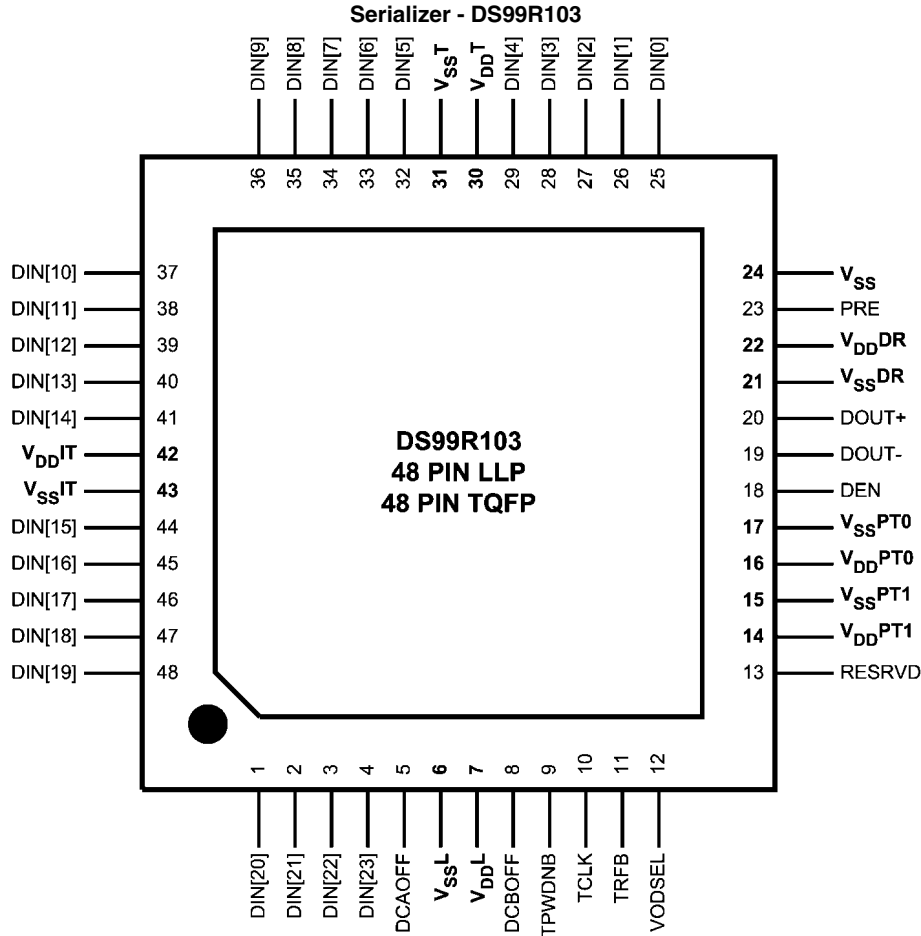 Serializer - DS99R103
DIN[9]
DIN[8]
DIN[7]
DIN[6]
DIN[5]
VSST
VDDT
DIN[4]
DIN[3]
DIN[2]
DIN[1]
DIN[0]
36
35
34
33
32
31
30
29
28
27
26
25
DIN[10] 37
DIN[11] 38
DIN[12] 39
DIN[13] 40
DIN[14] 41
VDDIT 42
VSSIT 43
DIN[15] 44
DIN[16] 45
DIN[17] 46
DIN[18] 47
DIN[19] 48
DS99R103
48 PIN LLP
48 PIN TQFP
24 VSS
23 PRE
22 VDDDR
21 VSSDR
20 DOUT+
19 DOUT-
18 DEN
17 VSSPT0
16 VDDPT0
15 VSSPT1
14 VDDPT1
13 RESRVD
1
2
3
4
5
6
7
8
9
10
11
12
DIN[20]
DIN[21]
DIN[22]
DIN[23]
DCAOFF
VSSL
VDDL
DCBOFF
TPWDNB
TCLK
TRFB
VODSEL